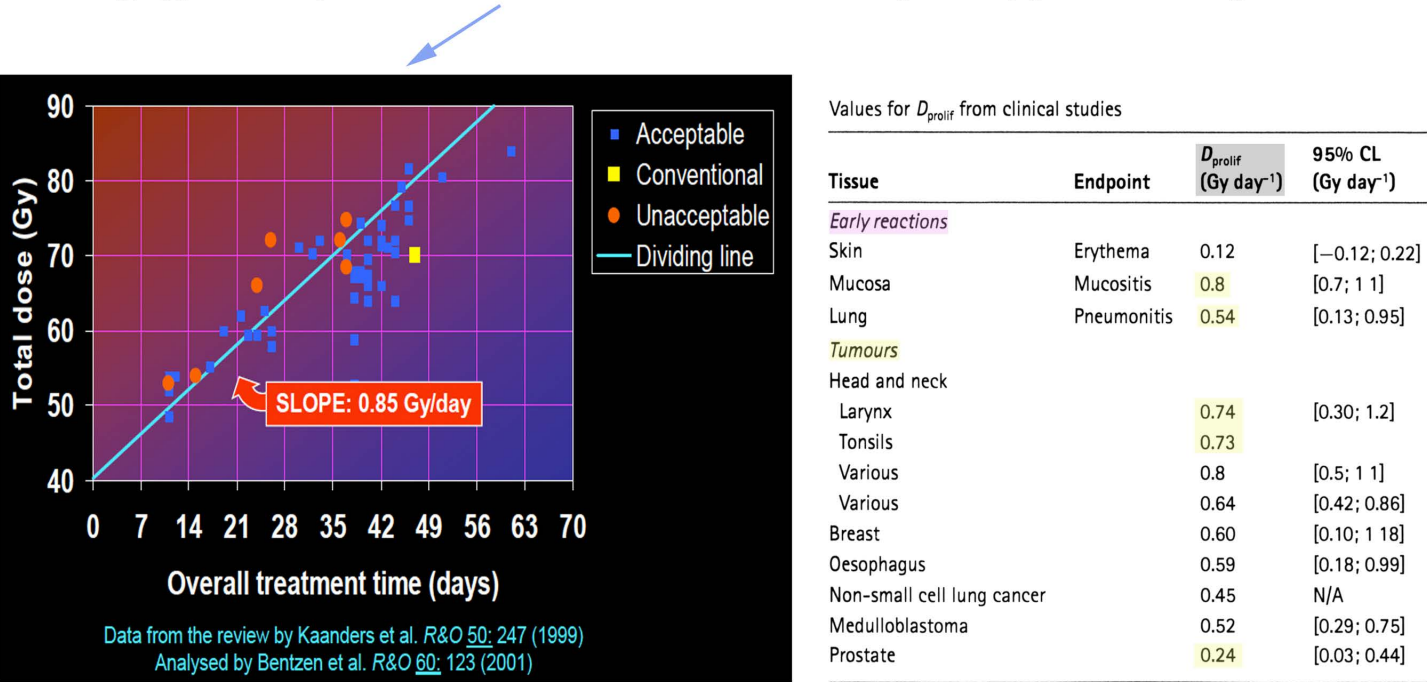 90
80
70
60
50
40
Total dose (Gy)
0 7 14 21 28 35 42 49 56 63 70
Overall treatment time (days)
Acceptable
Conventional
Unacceptable
Dividing line
SLOPE: 0.85 Gy/day
Data from the review by Kaanders et al. R&O 50: 247 (1999)
Analysed by Bentzen et al. R&O 60: 123 (2001)
Values for Dprolif from clinical studies
Tissue Endpoint Dprolif (Gy day⁻¹) 95% CL (Gy day⁻¹)
Early reactions
Skin Erythema 0.12 [−0.12; 0.22]
Mucosa Mucositis 0.8 [0.7; 1 1]
Lung Pneumonitis 0.54 [0.13; 0.95]
Tumours
Head and neck
Larynx 0.74 [0.30; 1.2]
Tonsils 0.73
Various 0.8 [0.5; 1 1]
Various 0.64 [0.42; 0.86]
Breast 0.60 [0.10; 1 18]
Oesophagus 0.59 [0.18; 0.99]
Non-small cell lung cancer 0.45 N/A
Medulloblastoma 0.52 [0.29; 0.75]
Prostate 0.24 [0.03; 0.44]